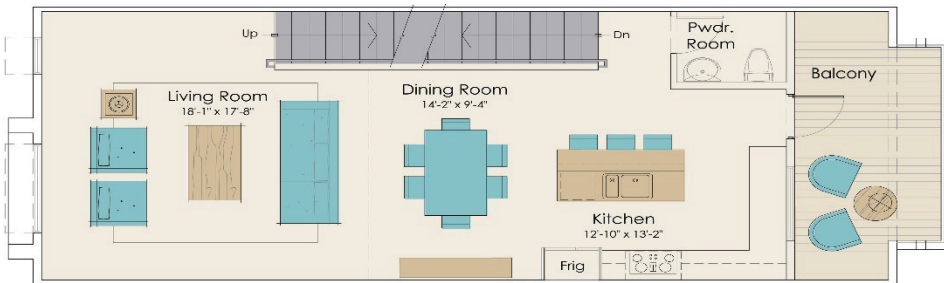 Up
Dn
Pwdr.
Room
Balcony
Living Room
18'-1" x 17'-8"
Dining Room
14'-2" x 9'-4"
Kitchen
12'-10" x 13'-2"
Frig